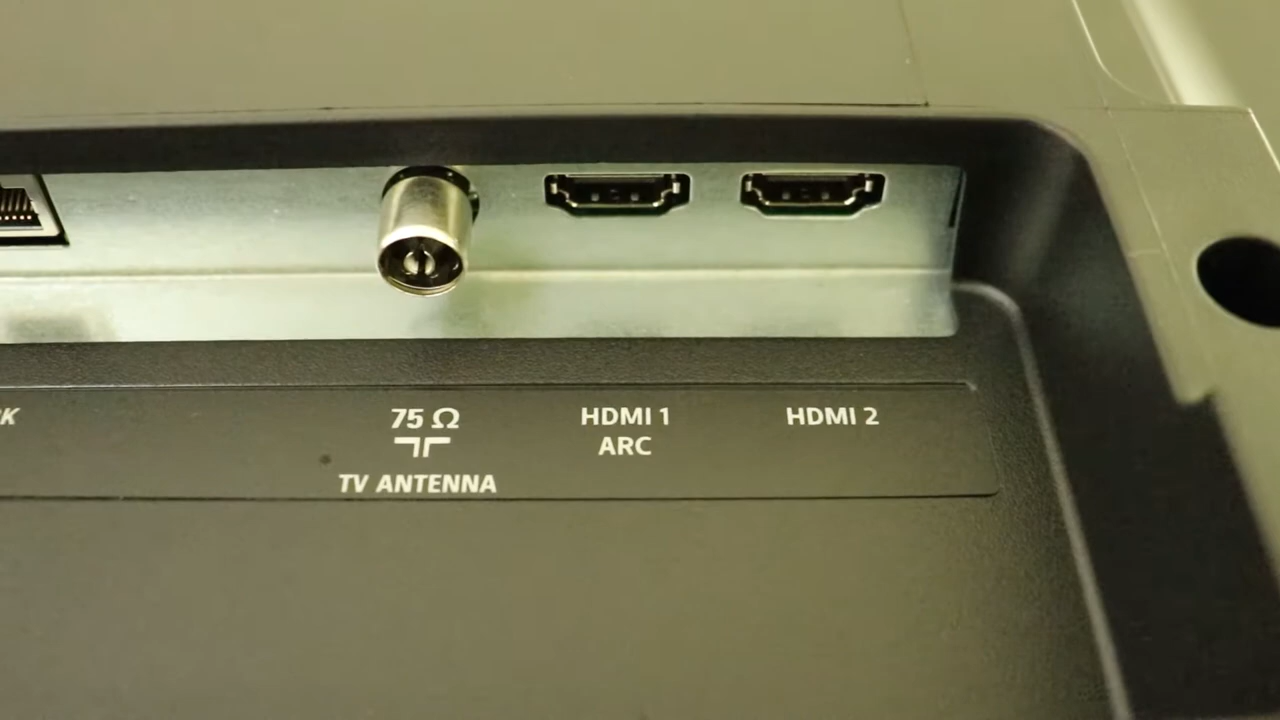 75 Ω
TV ANTENNA
HDMI 1
ARC
HDMI 2